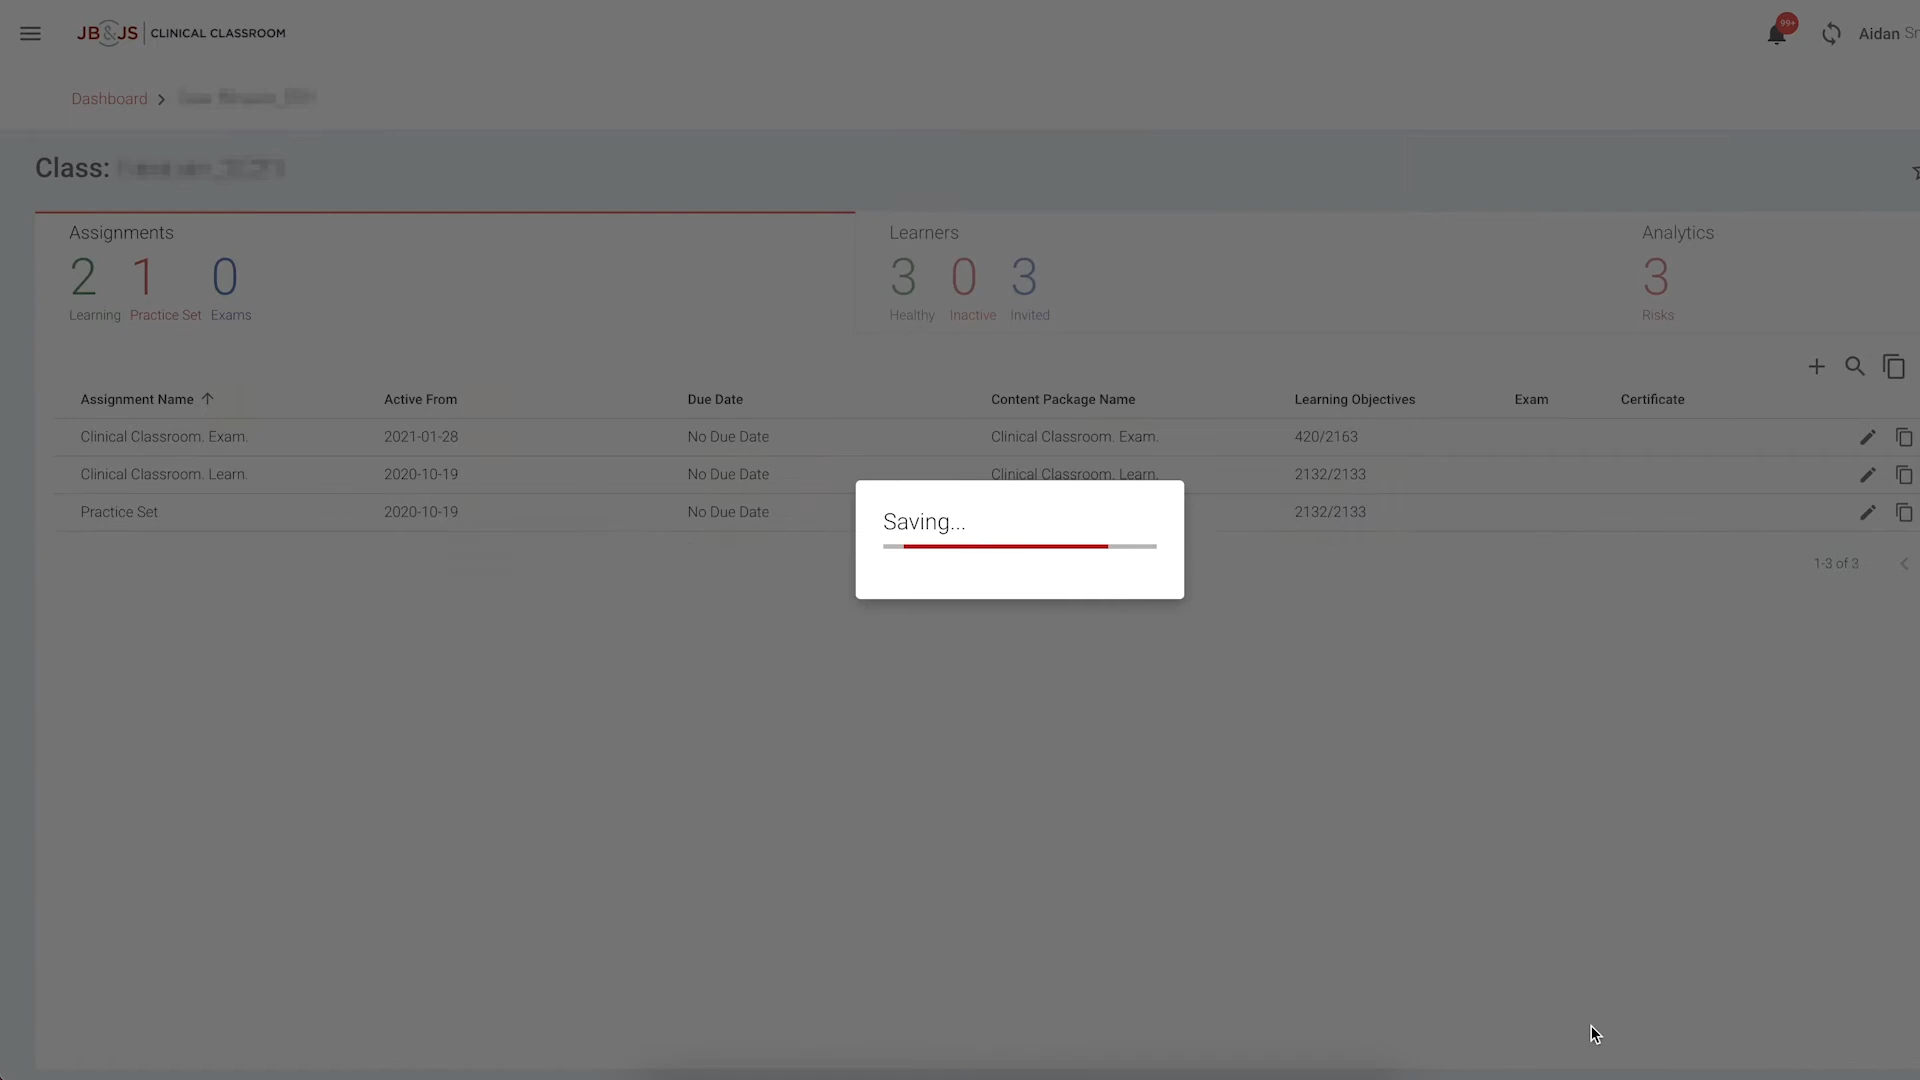 JB&JS CLINICAL CLASSROOM
99+
Aidan
Dashboard
Class:
Assignments
2 1 0
Learning Practice Set Exams
Learners
3 0 3
Healthy Inactive Invited
Analytics
3
Risks
Assignment Name Active From Due Date Content Package Name Learning Objectives Exam Certificate
Clinical Classroom. Exam. 2021-01-28 No Due Date Clinical Classroom. Exam. 420/2163
Clinical Classroom. Learn. 2020-10-19 No Due Date Clinical Classroom. Learn. 2132/2133
Practice Set 2020-10-19 No Due Date 2132/2133
Saving...
1-3 of 3